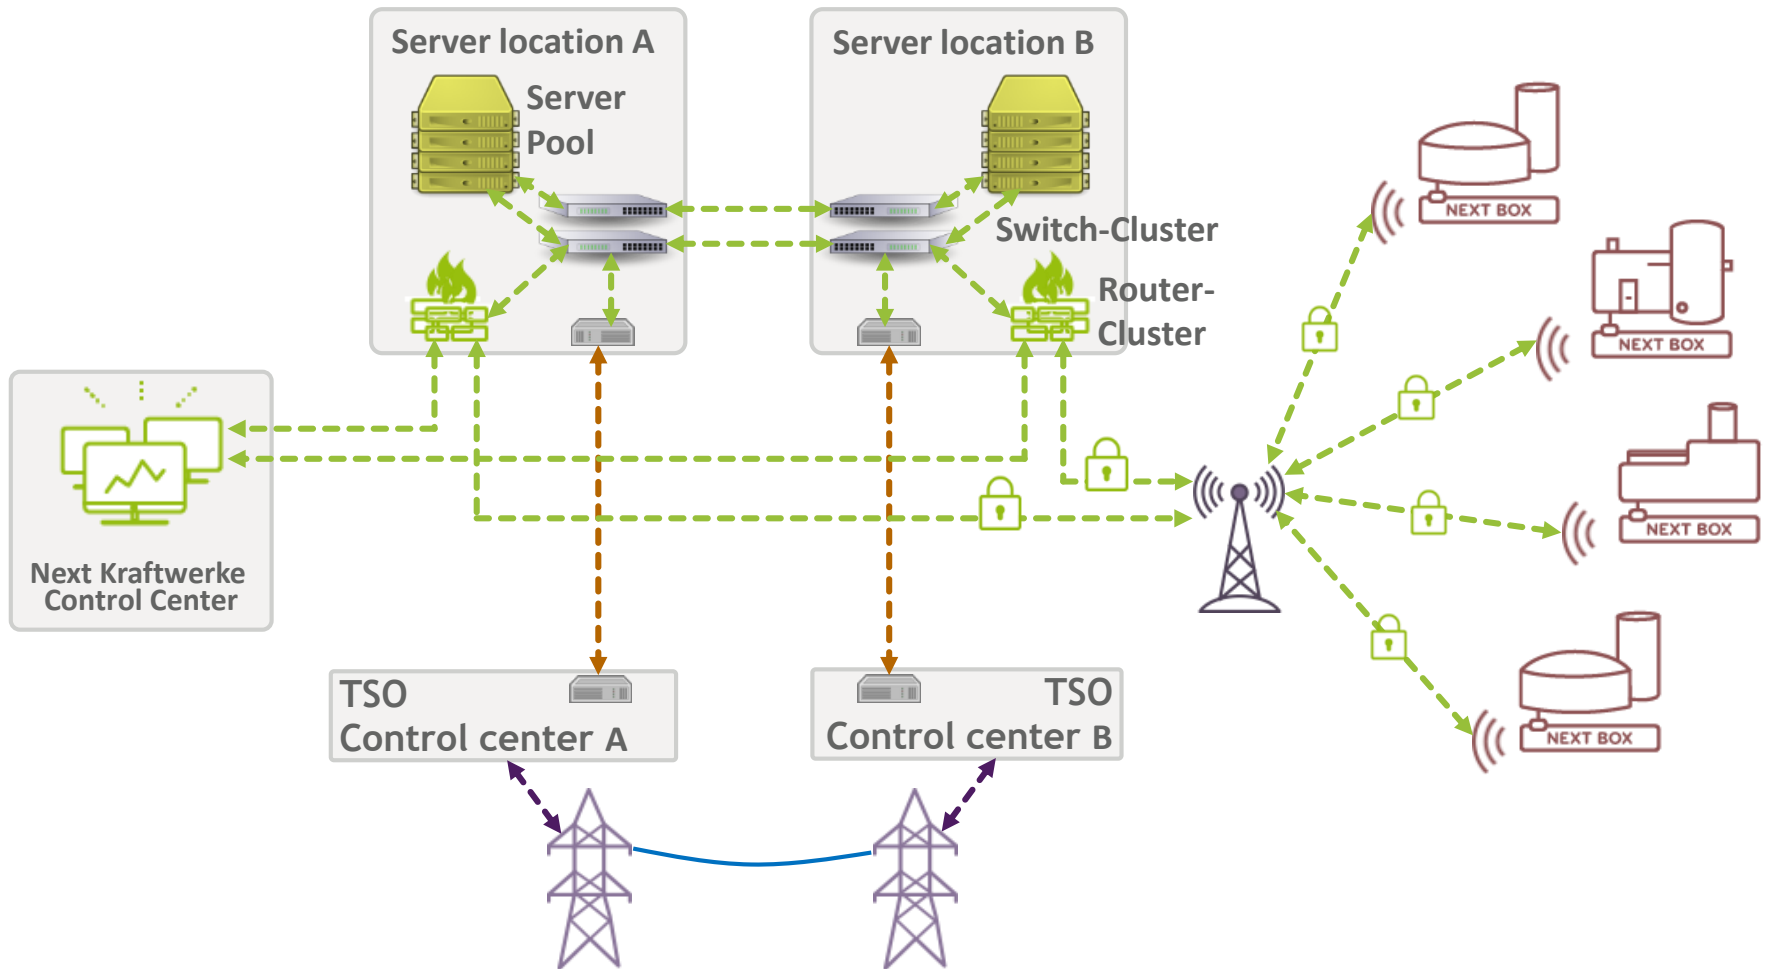 Server location A
Server
Pool
Server location B
Switch-Cluster
Router-
Cluster
NEXT BOX
NEXT BOX
NEXT BOX
NEXT BOX
Next Kraftwerke
Control Center
TSO
Control center A
TSO
Control center B